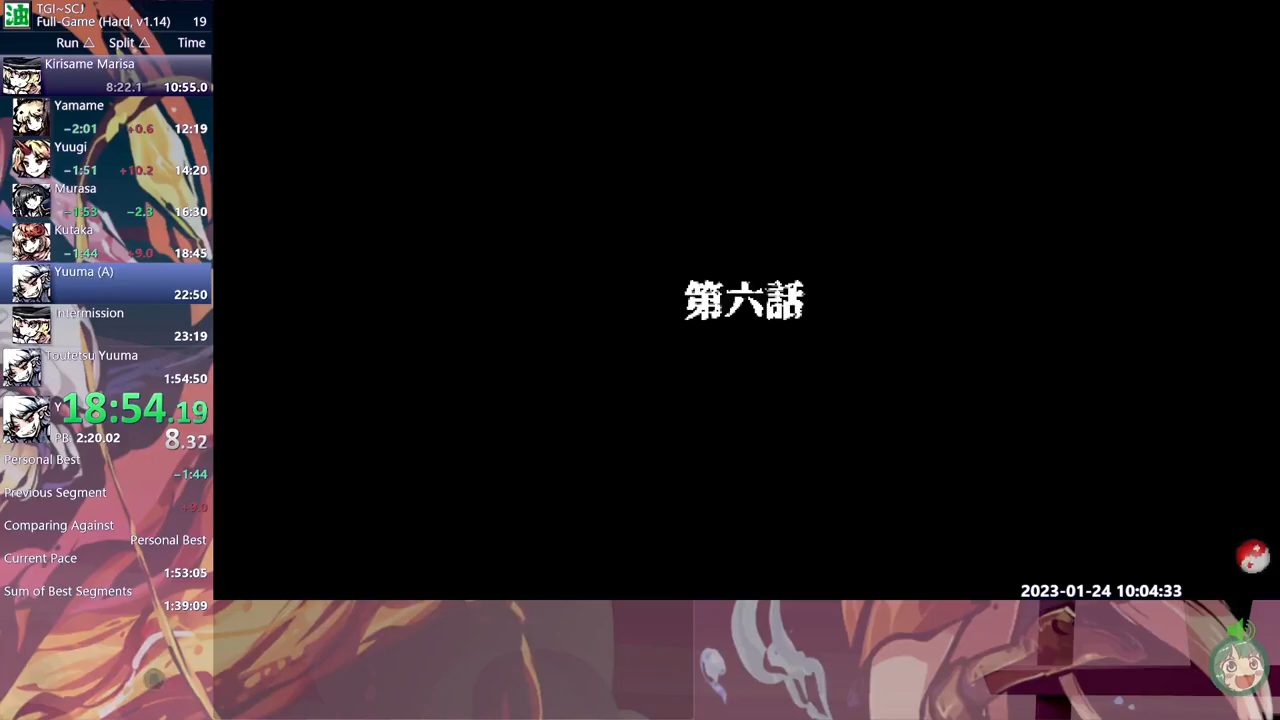 油
TGI~SCJ
Full-Game (Hard, v1.14) 19
Run △ Split △ Time
Kirisame Marisa
8:22.1 10:55.0
Yamame
−2:01 +0.6 12:19
Yuugi
−1:51 +10.2 14:20
Murasa
−1:53 −2.3 16:30
Kutaka
−1:44 +9.0 18:45
Yuuma (A)
22:50
Intermission
23:19
Toutetsu Yuuma
1:54:50
Y 18:54.19
PB: 2:20.02 8.32
Personal Best
−1:44
Previous Segment
+9.0
Comparing Against
Personal Best
Current Pace
1:53:05
Sum of Best Segments
1:39:09
第六話
2023-01-24 10:04:33